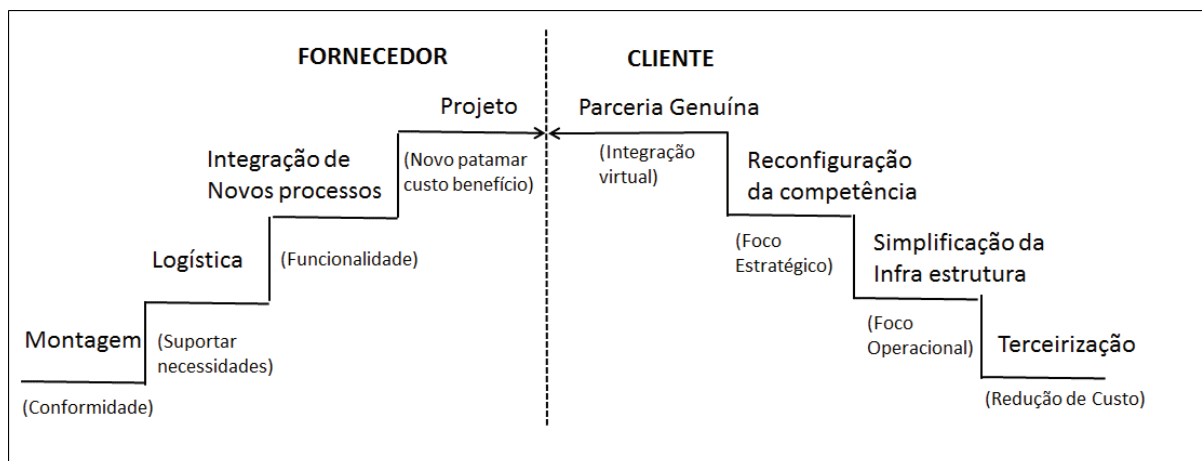 FORNECEDOR
CLIENTE
Projeto
Parceria Genuína
(Novo patamar
custo benefício)
(Integração
virtual)
Integração de
Novos processos
Reconfiguração
da competência
(Funcionalidade)
(Foco
Estratégico)
Logística
Simplificação da
Infra estrutura
(Suportar
necessidades)
(Foco
Operacional)
Montagem
Terceirização
(Conformidade)
(Redução de Custo)